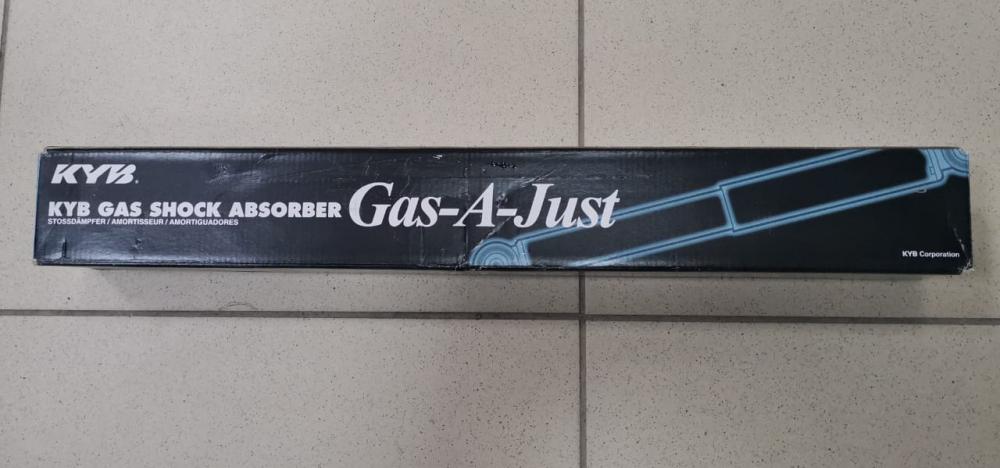 KYB®
KYB GAS SHOCK ABSORBER Gas-A-Just
STOSSDÄMPFER / AMORTISSEUR / AMORTIGUADORES
KYB Corporation